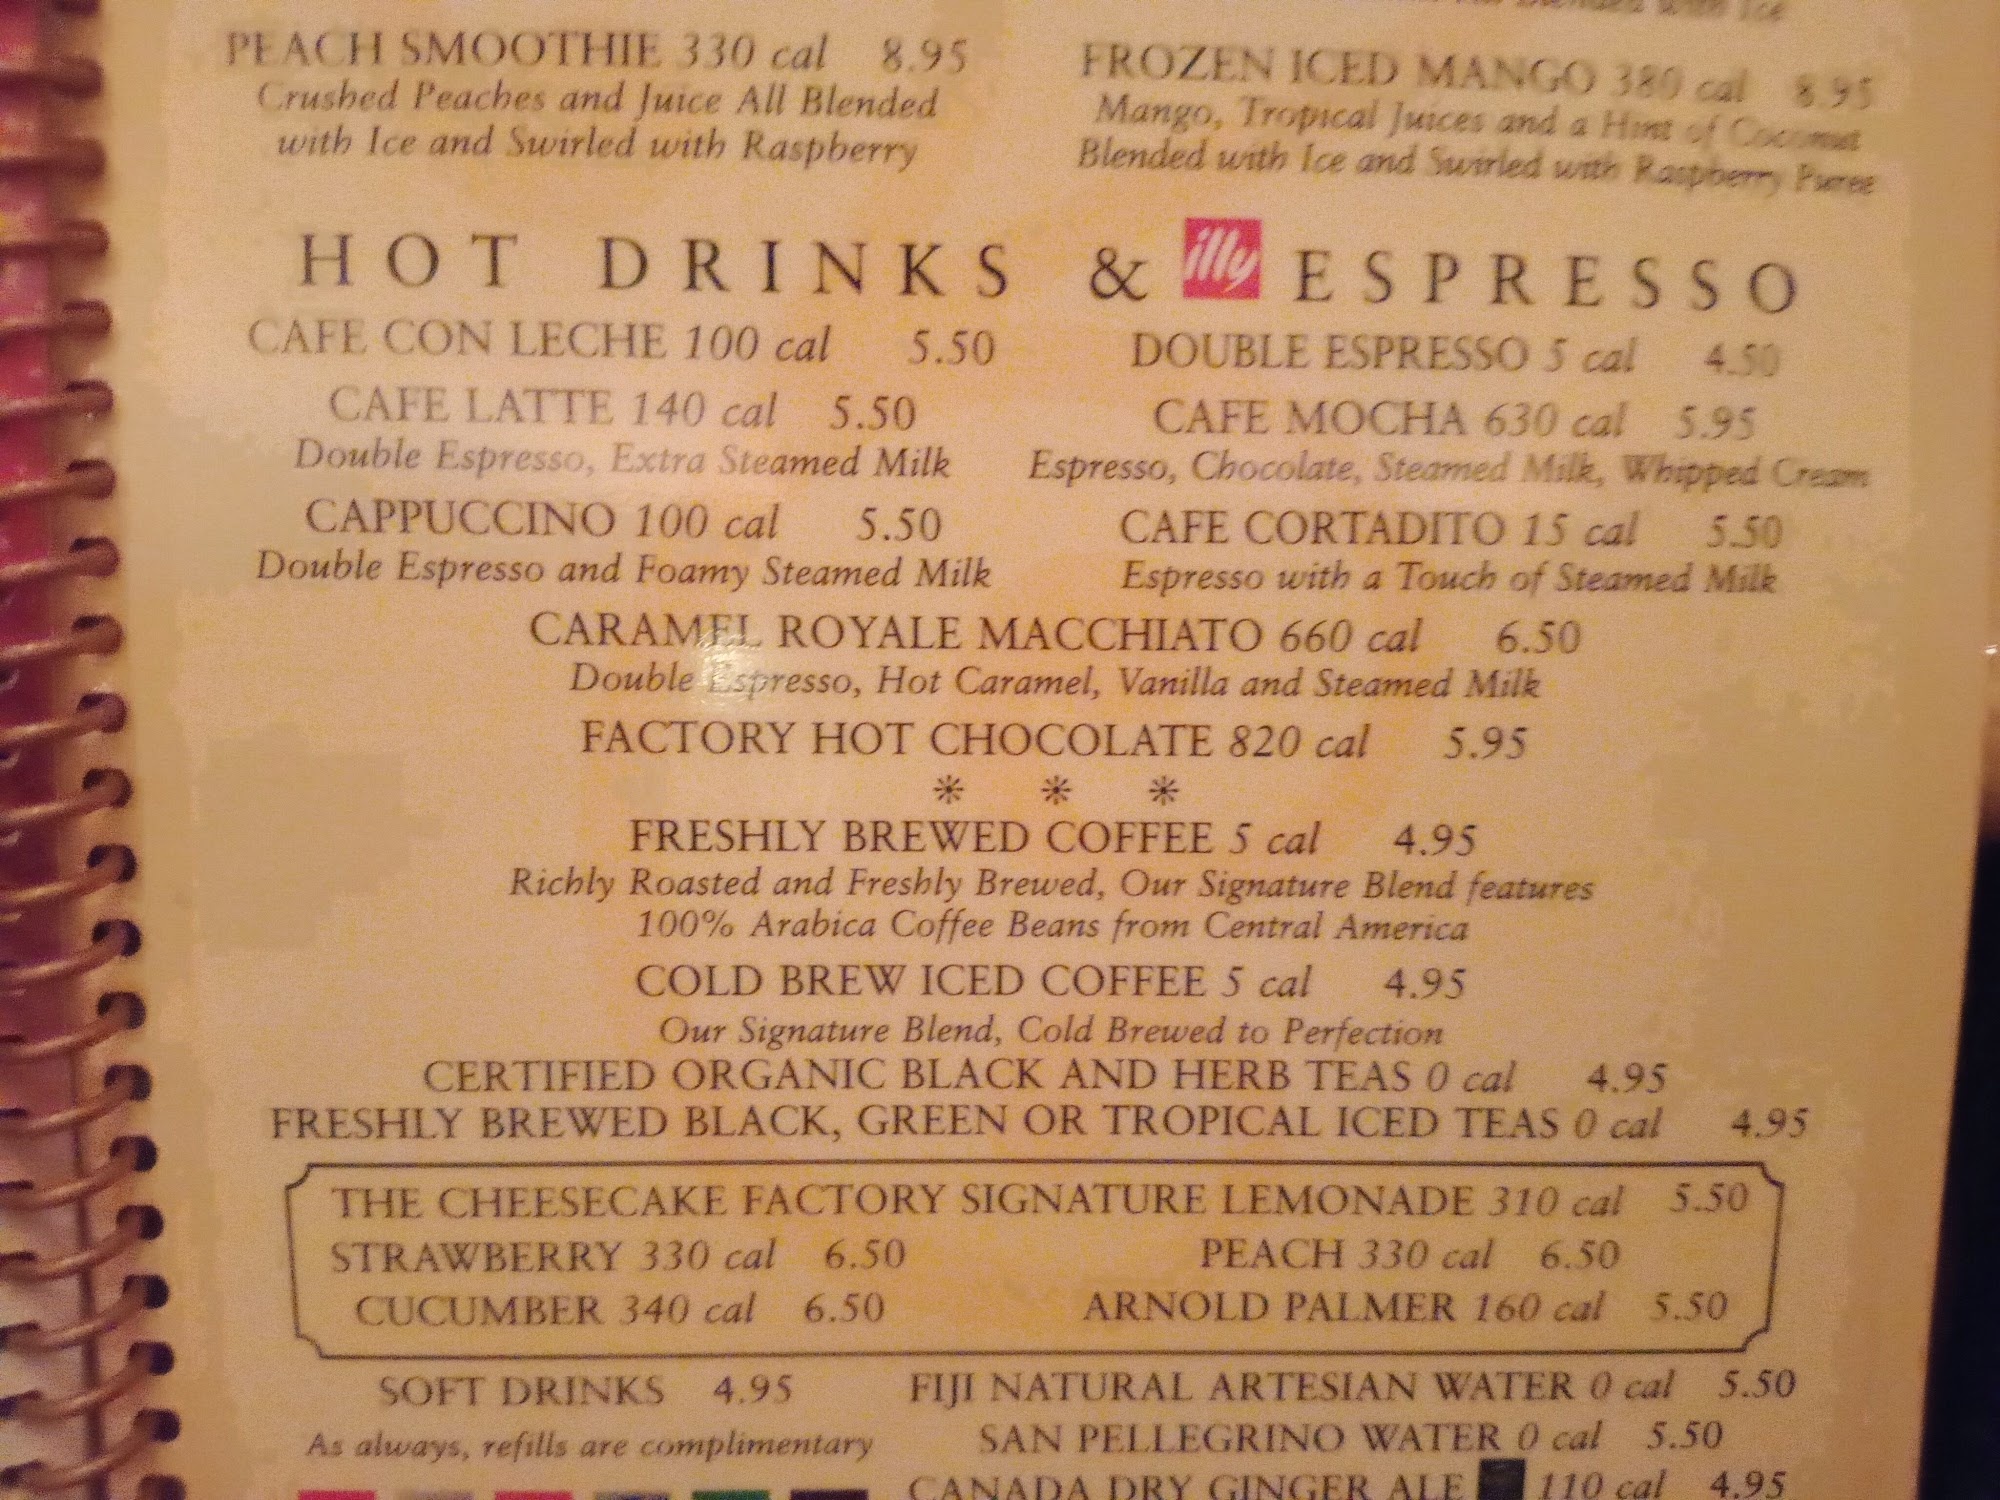 Blended with Ice
PEACH SMOOTHIE 330 cal 8.95
Crushed Peaches and Juice All Blended
with Ice and Swirled with Raspberry
FROZEN ICED MANGO 380 cal 8.95
Mango, Tropical Juices and a Hint of Coconut
Blended with Ice and Swirled with Raspberry Puree
HOT DRINKS & illy ESPRESSO
CAFE CON LECHE 100 cal 5.50
CAFE LATTE 140 cal 5.50
Double Espresso, Extra Steamed Milk
CAPPUCCINO 100 cal 5.50
Double Espresso and Foamy Steamed Milk
DOUBLE ESPRESSO 5 cal 4.50
CAFE MOCHA 630 cal 5.95
Espresso, Chocolate, Steamed Milk, Whipped Cream
CAFE CORTADITO 15 cal 5.50
Espresso with a Touch of Steamed Milk
CARAMEL ROYALE MACCHIATO 660 cal 6.50
Double Espresso, Hot Caramel, Vanilla and Steamed Milk
FACTORY HOT CHOCOLATE 820 cal 5.95
FRESHLY BREWED COFFEE 5 cal 4.95
Richly Roasted and Freshly Brewed, Our Signature Blend features
100% Arabica Coffee Beans from Central America
COLD BREW ICED COFFEE 5 cal 4.95
Our Signature Blend, Cold Brewed to Perfection
CERTIFIED ORGANIC BLACK AND HERB TEAS 0 cal 4.95
FRESHLY BREWED BLACK, GREEN OR TROPICAL ICED TEAS 0 cal 4.95
THE CHEESECAKE FACTORY SIGNATURE LEMONADE 310 cal 5.50
STRAWBERRY 330 cal 6.50 PEACH 330 cal 6.50
CUCUMBER 340 cal 6.50 ARNOLD PALMER 160 cal 5.50
SOFT DRINKS 4.95
As always, refills are complimentary
FIJI NATURAL ARTESIAN WATER 0 cal 5.50
SAN PELLEGRINO WATER 0 cal 5.50
CANADA DRY GINGER ALE 110 cal 4.95